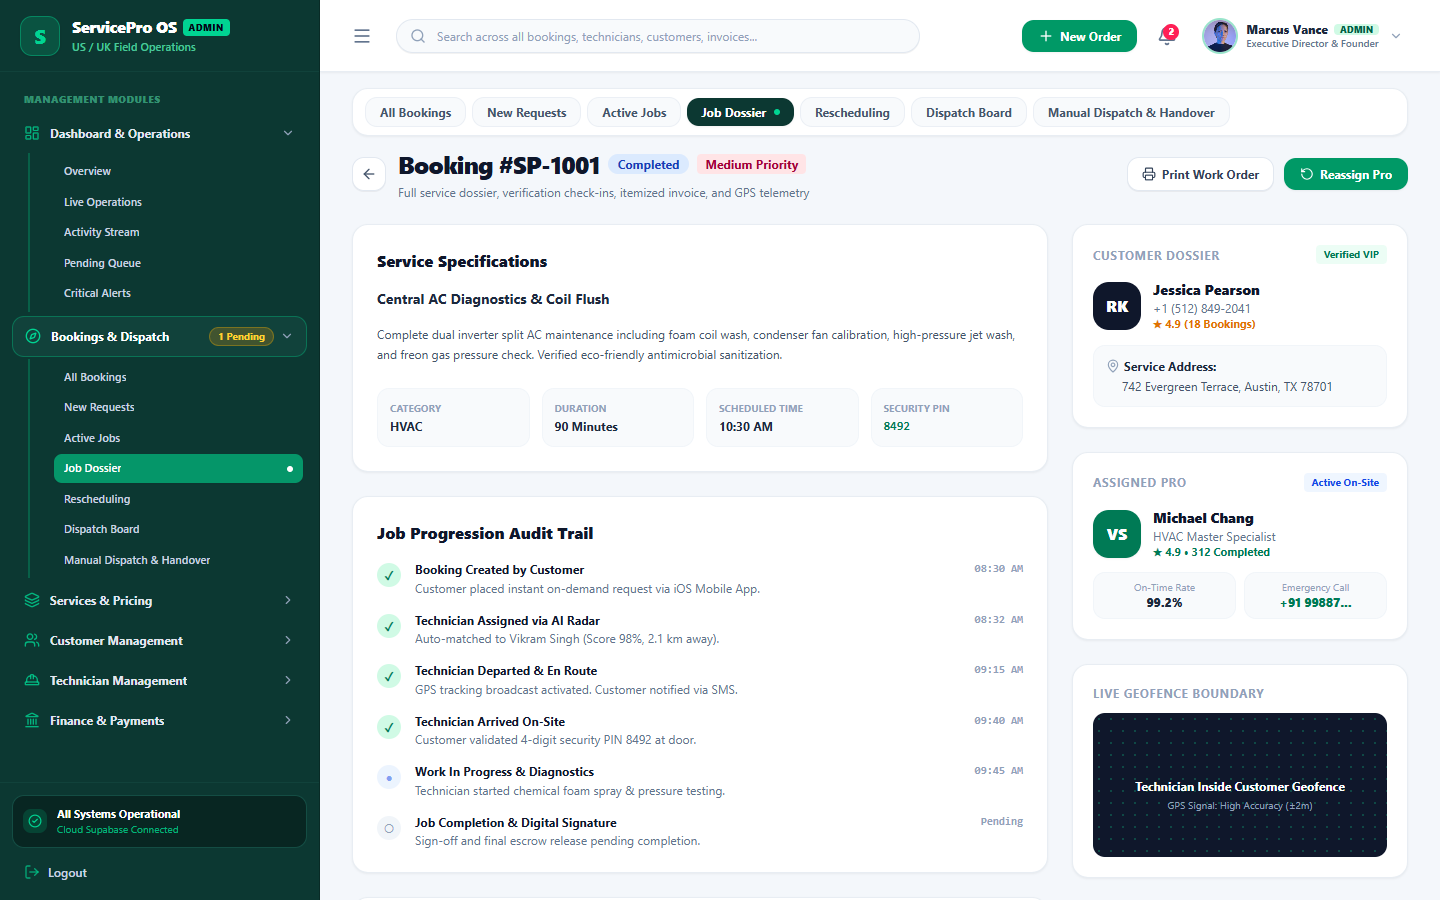 S
ServicePro OS ADMIN
US / UK Field Operations
MANAGEMENT MODULES
Dashboard & Operations
Overview
Live Operations
Activity Stream
Pending Queue
Critical Alerts
Bookings & Dispatch 1 Pending
All Bookings
New Requests
Active Jobs
Job Dossier
Rescheduling
Dispatch Board
Manual Dispatch & Handover
Services & Pricing
Customer Management
Technician Management
Finance & Payments
All Systems Operational
Cloud Supabase Connected
Logout
Search across all bookings, technicians, customers, invoices...
New Order
2
Marcus Vance ADMIN
Executive Director & Founder
All Bookings New Requests Active Jobs Job Dossier Rescheduling Dispatch Board Manual Dispatch & Handover
Booking #SP-1001 Completed Medium Priority
Full service dossier, verification check-ins, itemized invoice, and GPS telemetry
Print Work Order
Reassign Pro
Service Specifications
Central AC Diagnostics & Coil Flush
Complete dual inverter split AC maintenance including foam coil wash, condenser fan calibration, high-pressure jet wash,
and freon gas pressure check. Verified eco-friendly antimicrobial sanitization.
CATEGORY
HVAC
DURATION
90 Minutes
SCHEDULED TIME
10:30 AM
SECURITY PIN
8492
Job Progression Audit Trail
Booking Created by Customer 08:30 AM
Customer placed instant on-demand request via iOS Mobile App.
Technician Assigned via AI Radar 08:32 AM
Auto-matched to Vikram Singh (Score 98%, 2.1 km away).
Technician Departed & En Route 09:15 AM
GPS tracking broadcast activated. Customer notified via SMS.
Technician Arrived On-Site 09:40 AM
Customer validated 4-digit security PIN 8492 at door.
Work In Progress & Diagnostics 09:45 AM
Technician started chemical foam spray & pressure testing.
Job Completion & Digital Signature Pending
Sign-off and final escrow release pending completion.
CUSTOMER DOSSIER Verified VIP
RK
Jessica Pearson
+1 (512) 849-2041
★ 4.9 (18 Bookings)
Service Address:
742 Evergreen Terrace, Austin, TX 78701
ASSIGNED PRO Active On-Site
VS
Michael Chang
HVAC Master Specialist
★ 4.9 • 312 Completed
On-Time Rate
99.2%
Emergency Call
+91 99887...
LIVE GEOFENCE BOUNDARY
Technician Inside Customer Geofence
GPS Signal: High Accuracy (±2m)